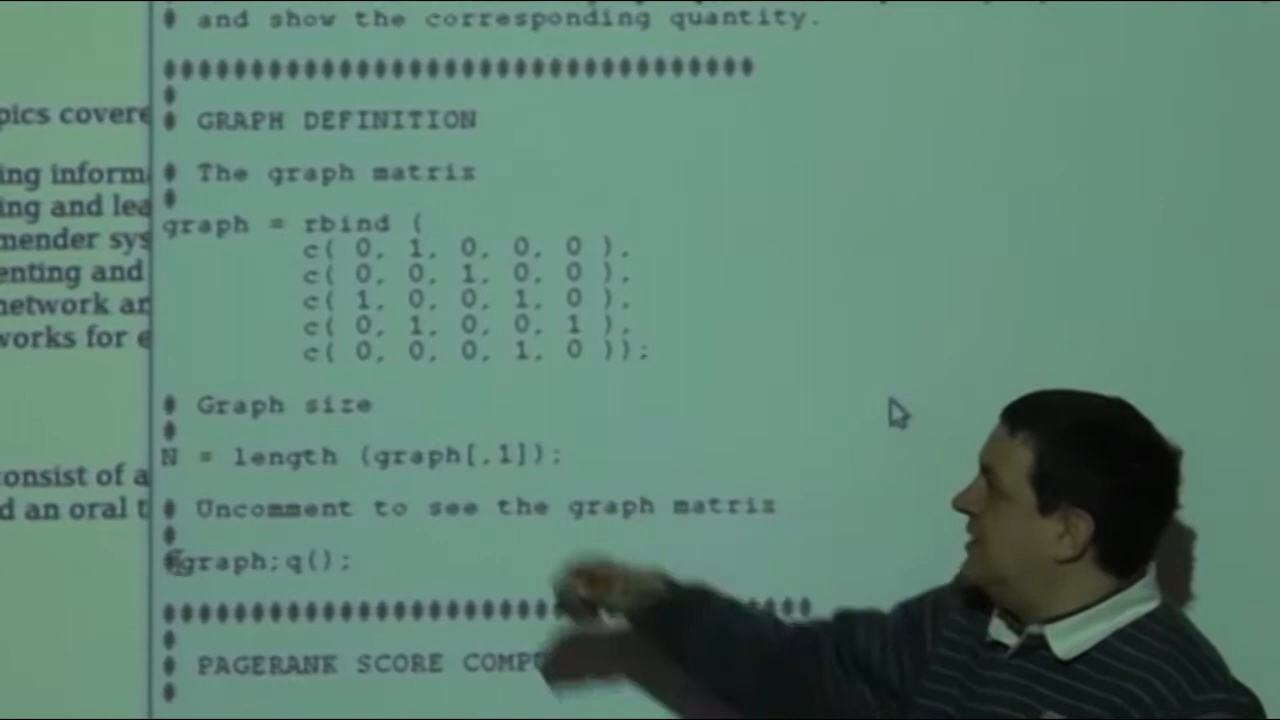 # and show the corresponding quantity.
#################################
#
# GRAPH DEFINITION
# The graph matrix
#
graph = rbind (
c( 0, 1, 0, 0, 0 ),
c( 0, 0, 1, 0, 0 ),
c( 1, 0, 0, 1, 0 ),
c( 0, 1, 0, 0, 1 ),
c( 0, 0, 0, 1, 0 ));
# Graph size
#
N = length (graph[,1]);
# Uncomment to see the graph matrix
#
#graph;q();
#
# PAGERANK SCORE
#
pics covere
ing inform
ing and lea
mender sys
enting and
network an
works for e
consist of a
d an oral t